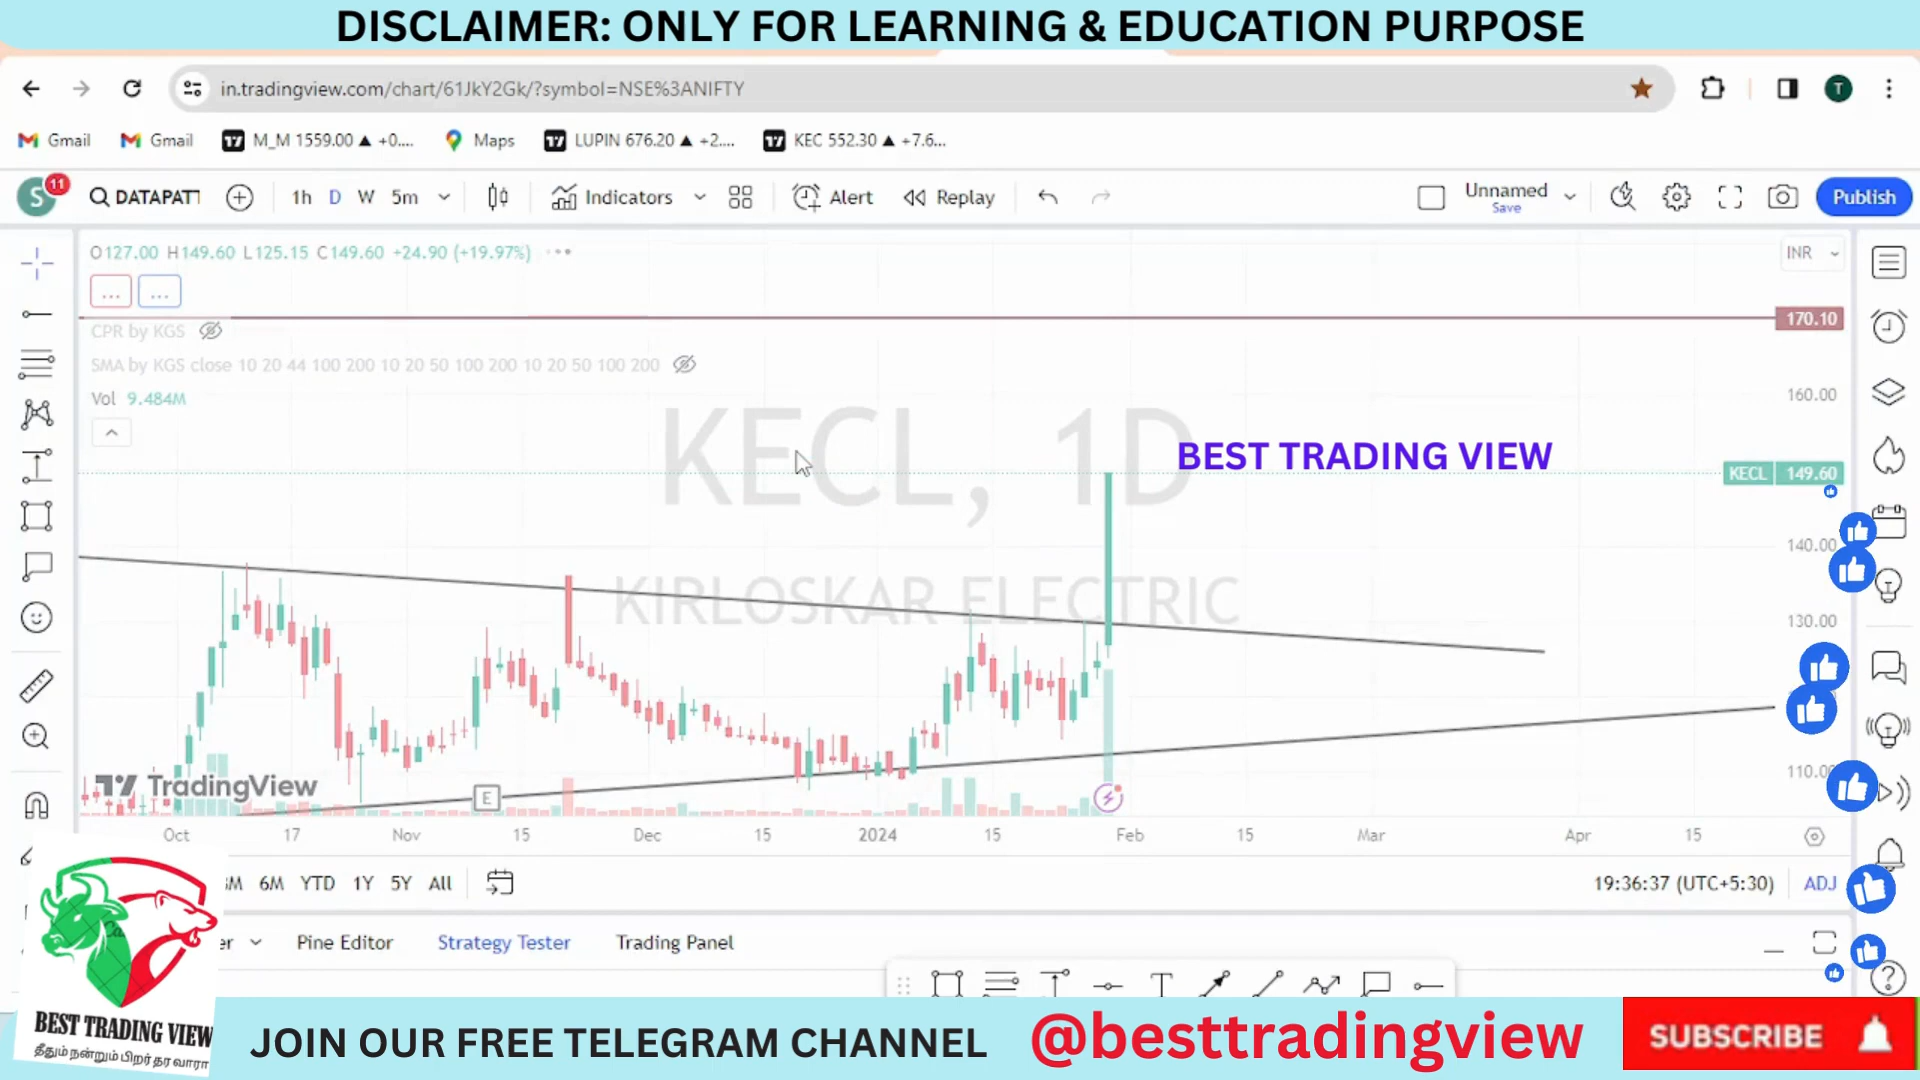 DISCLAIMER: ONLY FOR LEARNING & EDUCATION PURPOSE
in.tradingview.com/chart/61JkY2Gk/?symbol=NSE%3ANIFTY
T
Gmail Gmail M_M 1559.00 ▲ +0.... Maps LUPIN 676.20 ▲ +2.... KEC 552.30 ▲ +7.6...
S 11 DATAPATT 1h D W 5m Indicators Alert Replay Unnamed Save Publish
O127.00 H149.60 L125.15 C149.60 +24.90 (+19.97%) ...
INR
... ...
170.10
CPR by KGS
SMA by KGS close 10 20 44 100 200 10 20 50 100 200 10 20 50 100 200
Vol 9.484M
160.00
KECL, 1D
BEST TRADING VIEW
KECL 149.60
140.00
KIRLOSKAR ELECTRIC
130.00
110.0
TradingView
E
Oct 17 Nov 15 Dec 15 2024 15 Feb 15 Mar Apr 15
6M YTD 1Y 5Y All
19:36:37 (UTC+5:30) ADJ
er Pine Editor Strategy Tester Trading Panel
T
BEST TRADING VIEW
தீதும் நன்றும் பிறர் தர வாரா
JOIN OUR FREE TELEGRAM CHANNEL @besttradingview SUBSCRIBE